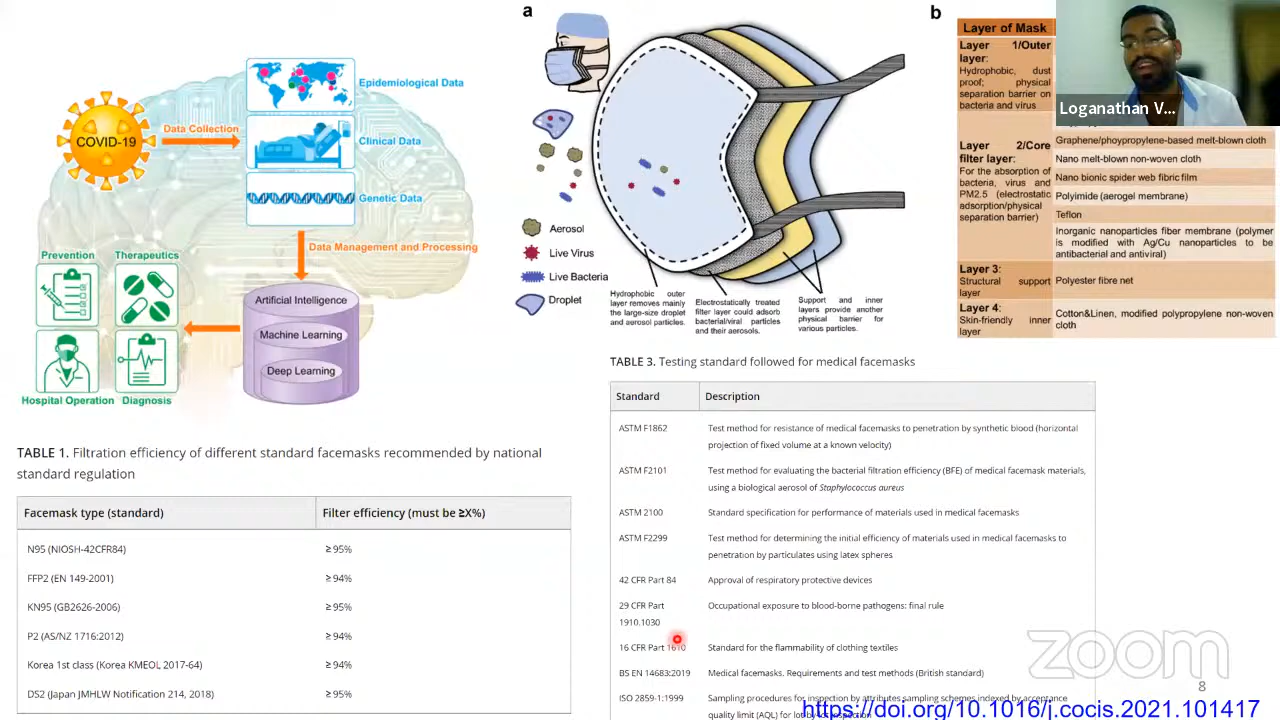 COVID-19
Data Collection
Epidemiological Data
Clinical Data
Genetic Data
Data Management and Processing
Prevention
Therapeutics
Hospital Operation
Diagnosis
Artificial Intelligence
Machine Learning
Deep Learning
a
Aerosol
Live Virus
Live Bacteria
Droplet
Hydrophobic outer
layer removes mainly
the large-size droplet
and aerosol particles.
Electrostatically treated
filter layer could adsorb
bacterial/viral particles
and their aerosols.
Support and inner
layers provide another
physical barrier for
various particles.
b
Layer of Mask
Layer 1/Outer
layer:
Hydrophobic, dust
proof; physical
separation barrier on
bacteria and virus
Layer 2/Core
filter layer:
For the absorption of
bacteria, virus and
PM2.5 (electrostatic
adsorption/physical
separation barrier)
Graphene/phoypropylene-based melt-blown cloth
Nano melt-blown non-woven cloth
Nano bionic spider web fibric film
Polyimide (aerogel membrane)
Teflon
Inorganic nanoparticles fiber membrane (polymer
is modified with Ag/Cu nanoparticles to be
antibacterial and antiviral)
Layer 3:
Structural support
layer
Polyester fibre net
Layer 4:
Skin-friendly inner
layer
Cotton&Linen, modified polypropylene non-woven
cloth
Loganathan V...
TABLE 1. Filtration efficiency of different standard facemasks recommended by national
standard regulation
Facemask type (standard) Filter efficiency (must be ≥X%)
N95 (NIOSH-42CFR84) ≥95%
FFP2 (EN 149-2001) ≥94%
KN95 (GB2626-2006) ≥95%
P2 (AS/NZ 1716:2012) ≥94%
Korea 1st class (Korea KMEOL 2017-64) ≥94%
DS2 (Japan JMHLW Notification 214, 2018) ≥95%
TABLE 3. Testing standard followed for medical facemasks
Standard Description
ASTM F1862 Test method for resistance of medical facemasks to penetration by synthetic blood (horizontal
projection of fixed volume at a known velocity)
ASTM F2101 Test method for evaluating the bacterial filtration efficiency (BFE) of medical facemask materials,
using a biological aerosol of Staphylococcus aureus
ASTM 2100 Standard specification for performance of materials used in medical facemasks
ASTM F2299 Test method for determining the initial efficiency of materials used in medical facemasks to
penetration by particulates using latex spheres
42 CFR Part 84 Approval of respiratory protective devices
29 CFR Part Occupational exposure to blood-borne pathogens: final rule
1910.1030
16 CFR Part 1610 Standard for the flammability of clothing textiles
BS EN 14683:2019 Medical facemasks. Requirements and test methods (British standard)
ISO 2859-1:1999 Sampling procedures for inspection by attributes sampling schemes indexed by acceptance
quality limit (AQL) for lot-by-lot inspection
zoom
8
https://doi.org/10.1016/j.cocis.2021.101417